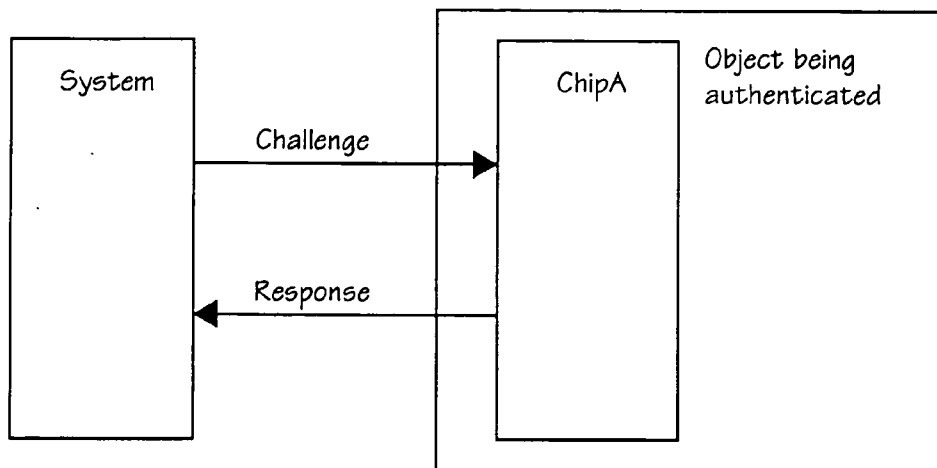 System
ChipA
Object being
authenticated
Challenge
Response